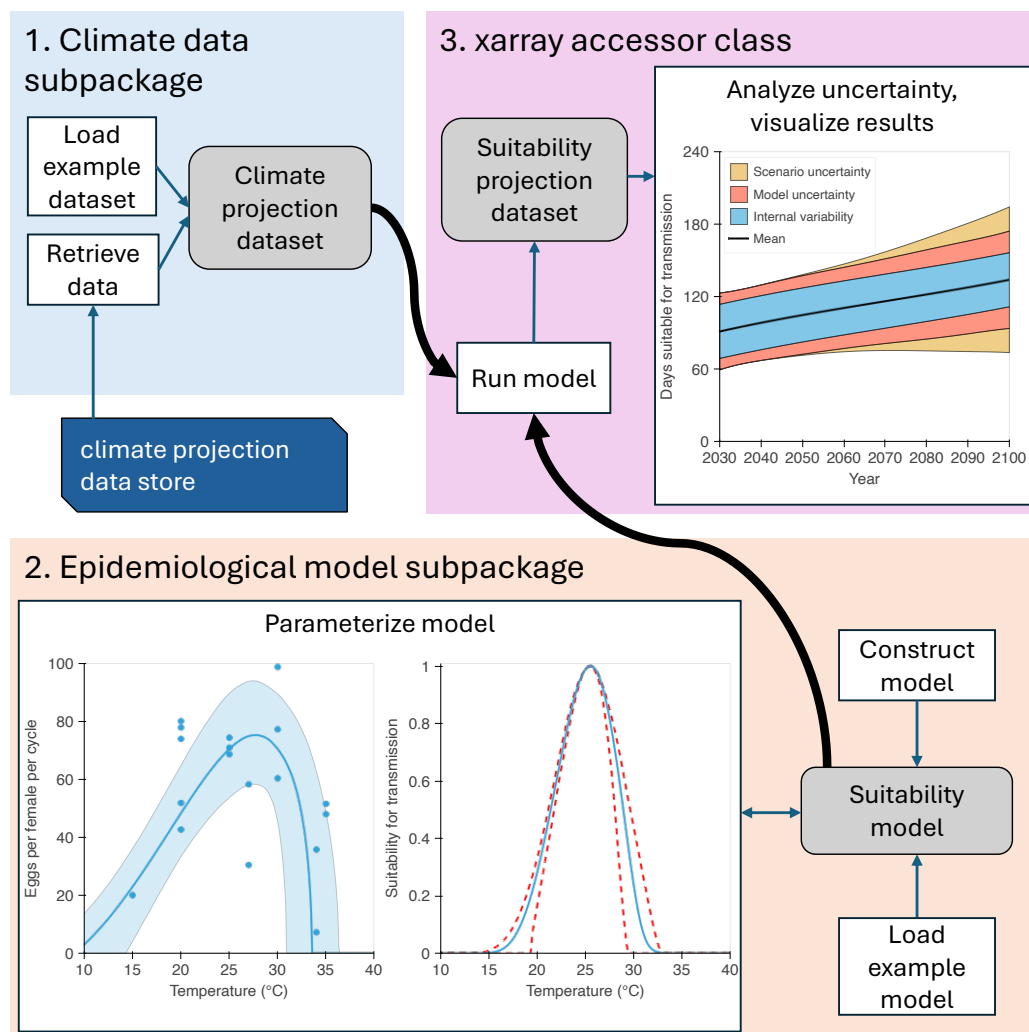 1. Climate data
subpackage
Load
example
dataset
Retrieve
data
Climate
projection
dataset
climate projection
data store
3. xarray accessor class
Suitability
projection
dataset
Run model
Analyze uncertainty,
visualize results
Scenario uncertainty
Model uncertainty
Internal variability
Mean
Days suitable for transmission
240
180
120
60
0
2030 2040 2050 2060 2070 2080 2090 2100
Year
2. Epidemiological model subpackage
Parameterize model
Eggs per female per cycle
100
80
60
40
20
0
10 15 20 25 30 35 40
Temperature (°C)
Suitability for transmission
1
0.8
0.6
0.4
0.2
0
10 15 20 25 30 35 40
Temperature (°C)
Construct
model
Suitability
model
Load
example
model